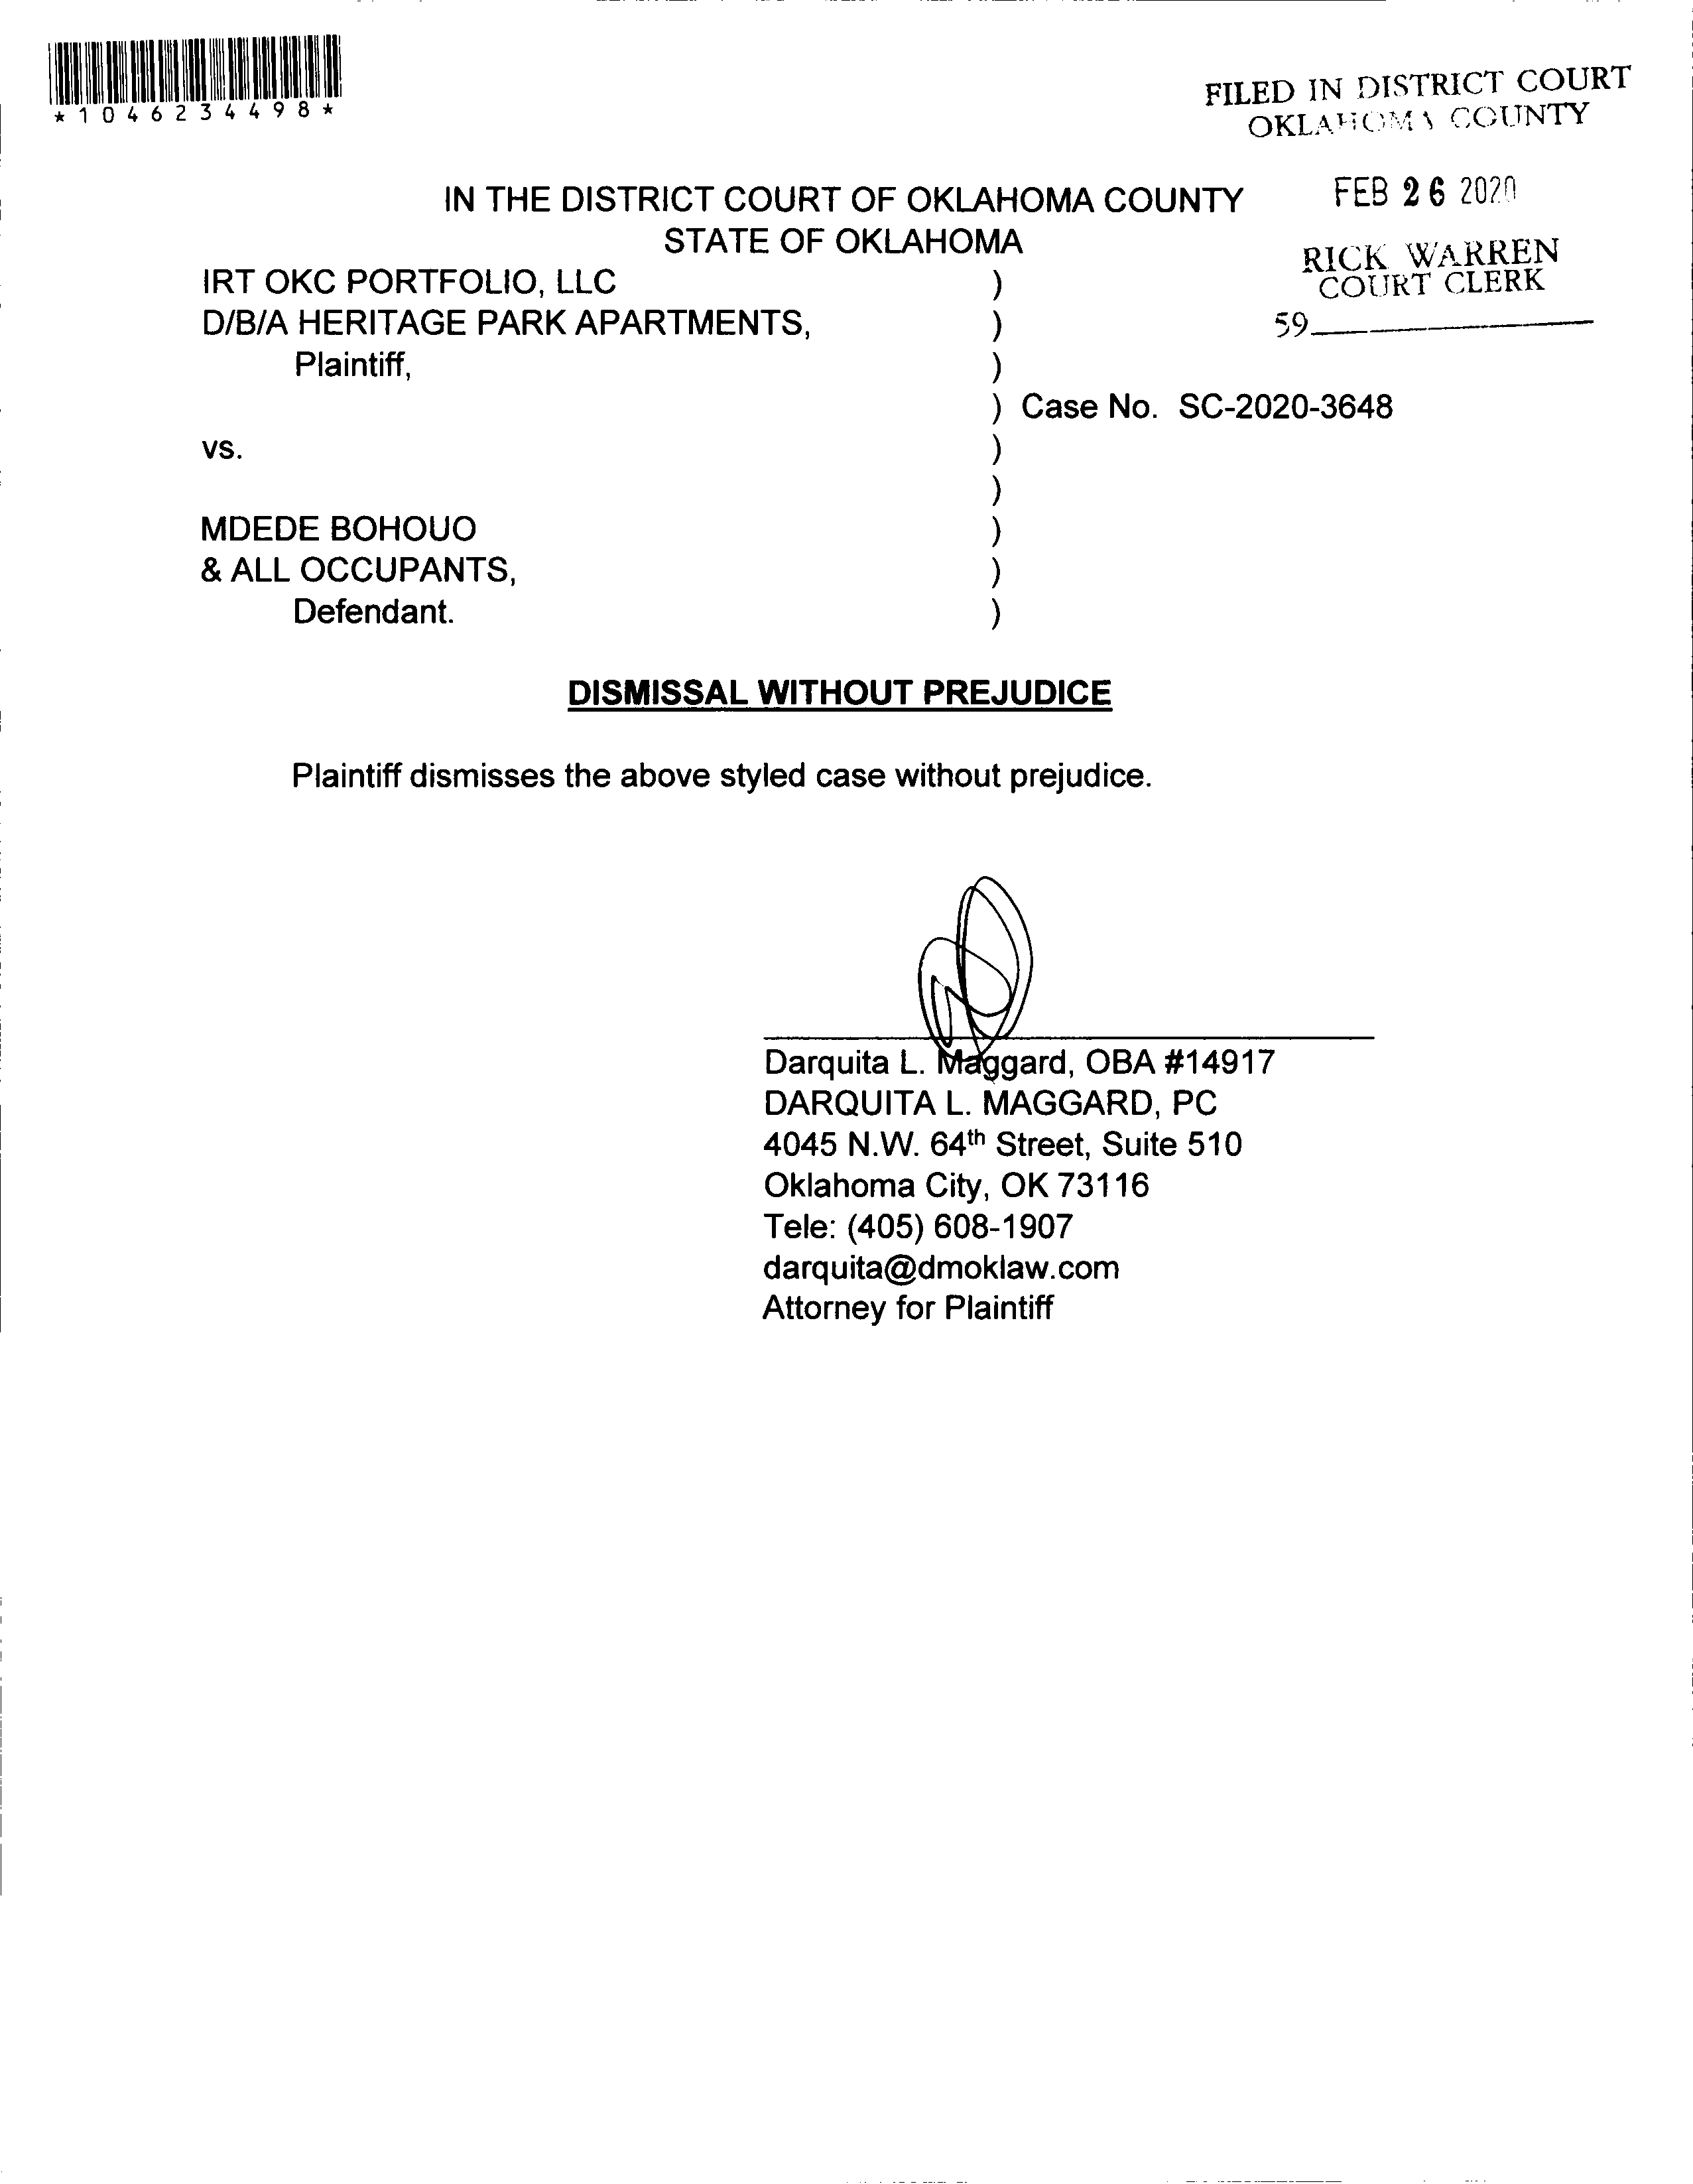 *1046234498*
FILED IN DISTRICT COURT
OKLAHOMA COUNTY
FEB 26 2020
RICK WARREN
COURT CLERK
59
IN THE DISTRICT COURT OF OKLAHOMA COUNTY
STATE OF OKLAHOMA
IRT OKC PORTFOLIO, LLC )
D/B/A HERITAGE PARK APARTMENTS, )
Plaintiff, )
) Case No. SC-2020-3648
vs. )
)
MDEDE BOHOUO )
& ALL OCCUPANTS, )
Defendant. )
DISMISSAL WITHOUT PREJUDICE
Plaintiff dismisses the above styled case without prejudice.
Darquita L. Maggard, OBA #14917
DARQUITA L. MAGGARD, PC
4045 N.W. 64th Street, Suite 510
Oklahoma City, OK 73116
Tele: (405) 608-1907
darquita@dmoklaw.com
Attorney for Plaintiff